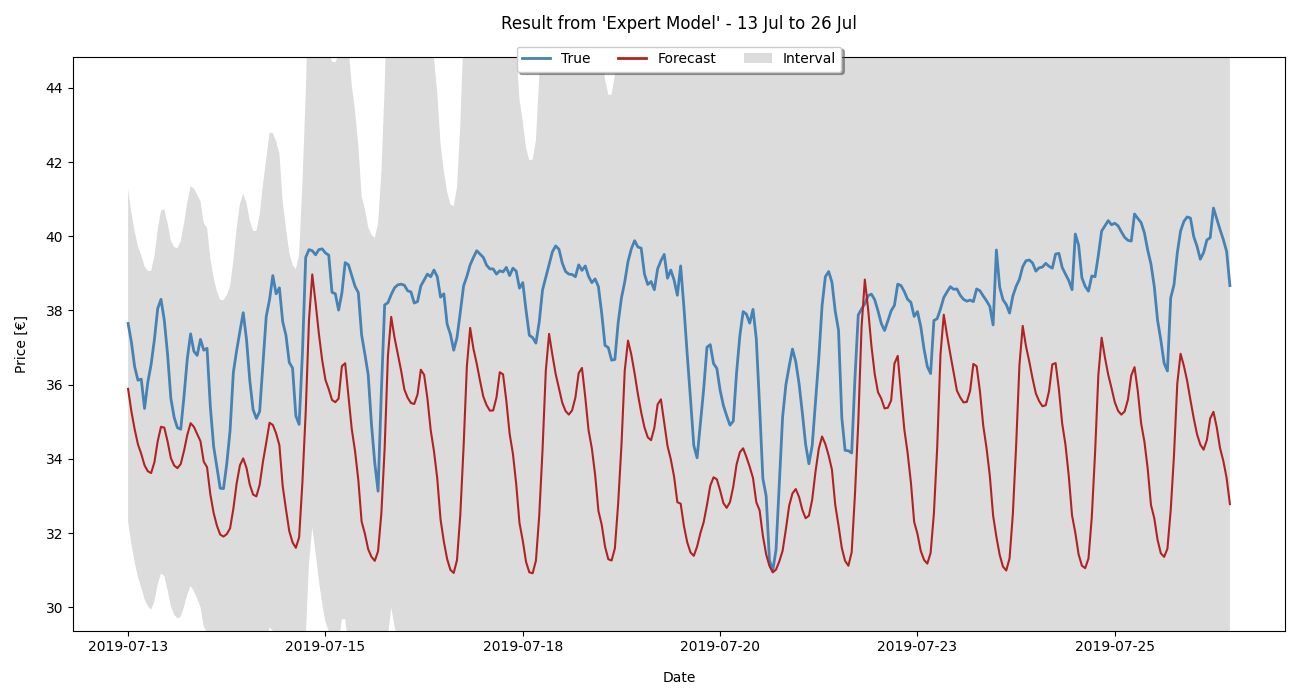 Result from 'Expert Model' - 13 Jul to 26 Jul
True Forecast Interval
44
42
40
38
36
34
32
30
Price [€]
2019-07-13 2019-07-15 2019-07-18 2019-07-20 2019-07-23 2019-07-25
Date